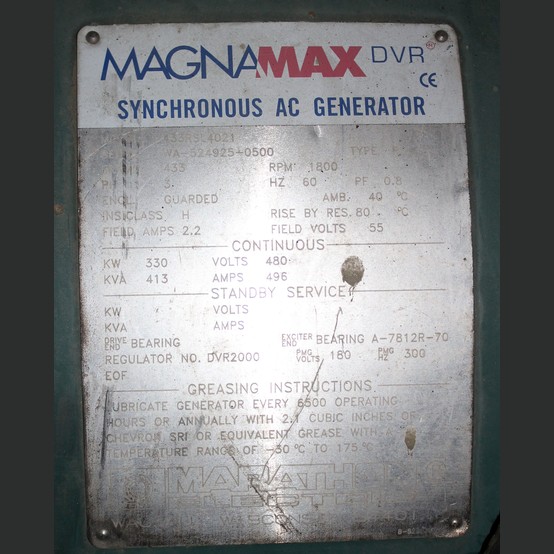 MAGNAMAX DVR ®
CE
SYNCHRONOUS AC GENERATOR
WA-524925-0500 TYPE
433 RPM 1800
3 HZ 60 PF 0.8
ENCL GUARDED AMB. 40 °C
INS CLASS H RISE BY RES. 80 °C
FIELD AMPS 2.2 FIELD VOLTS 55
CONTINUOUS
KW 330 VOLTS 480
KVA 413 AMPS 496
STANDBY SERVICE
KW VOLTS
KVA AMPS
DRIVE END BEARING EXCITER END BEARING A-7812R-70
REGULATOR NO. DVR2000 PMG VOLTS 180 PMG HZ 300
EOF
GREASING INSTRUCTIONS
LUBRICATE GENERATOR EVERY 6500 OPERATING
HOURS OR ANNUALLY WITH 2.1 CUBIC INCHES OF
CHEVRON SRI OR EQUIVALENT GREASE WITH
TEMPERATURE RANGE OF -30 °C TO 175 °C